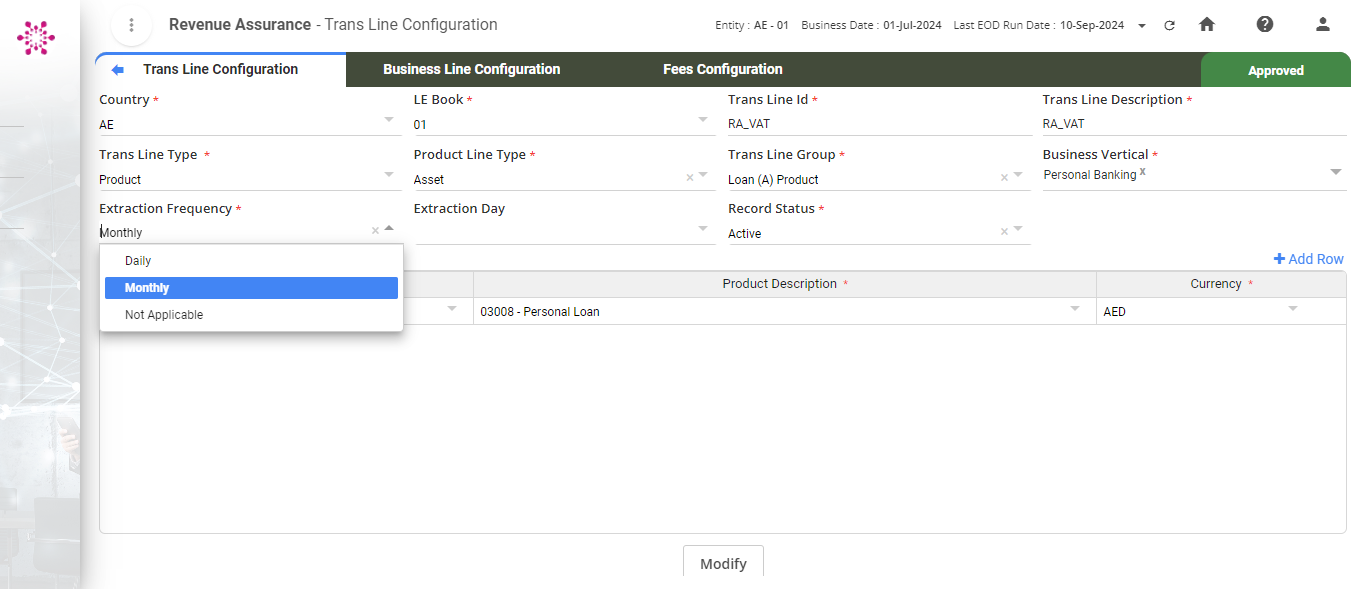 Revenue Assurance - Trans Line Configuration
Entity : AE - 01 Business Date : 01-Jul-2024 Last EOD Run Date : 10-Sep-2024
Trans Line Configuration Business Line Configuration Fees Configuration Approved
Country * LE Book * Trans Line Id * Trans Line Description *
AE 01 RA_VAT RA_VAT
Trans Line Type * Product Line Type * Trans Line Group * Business Vertical *
Product Asset × Loan (A) Product × Personal Banking x
Extraction Frequency * Extraction Day Record Status *
Monthly × Active ×
Daily
Monthly
Not Applicable
+ Add Row
Product Description * Currency *
03008 - Personal Loan AED
Modify